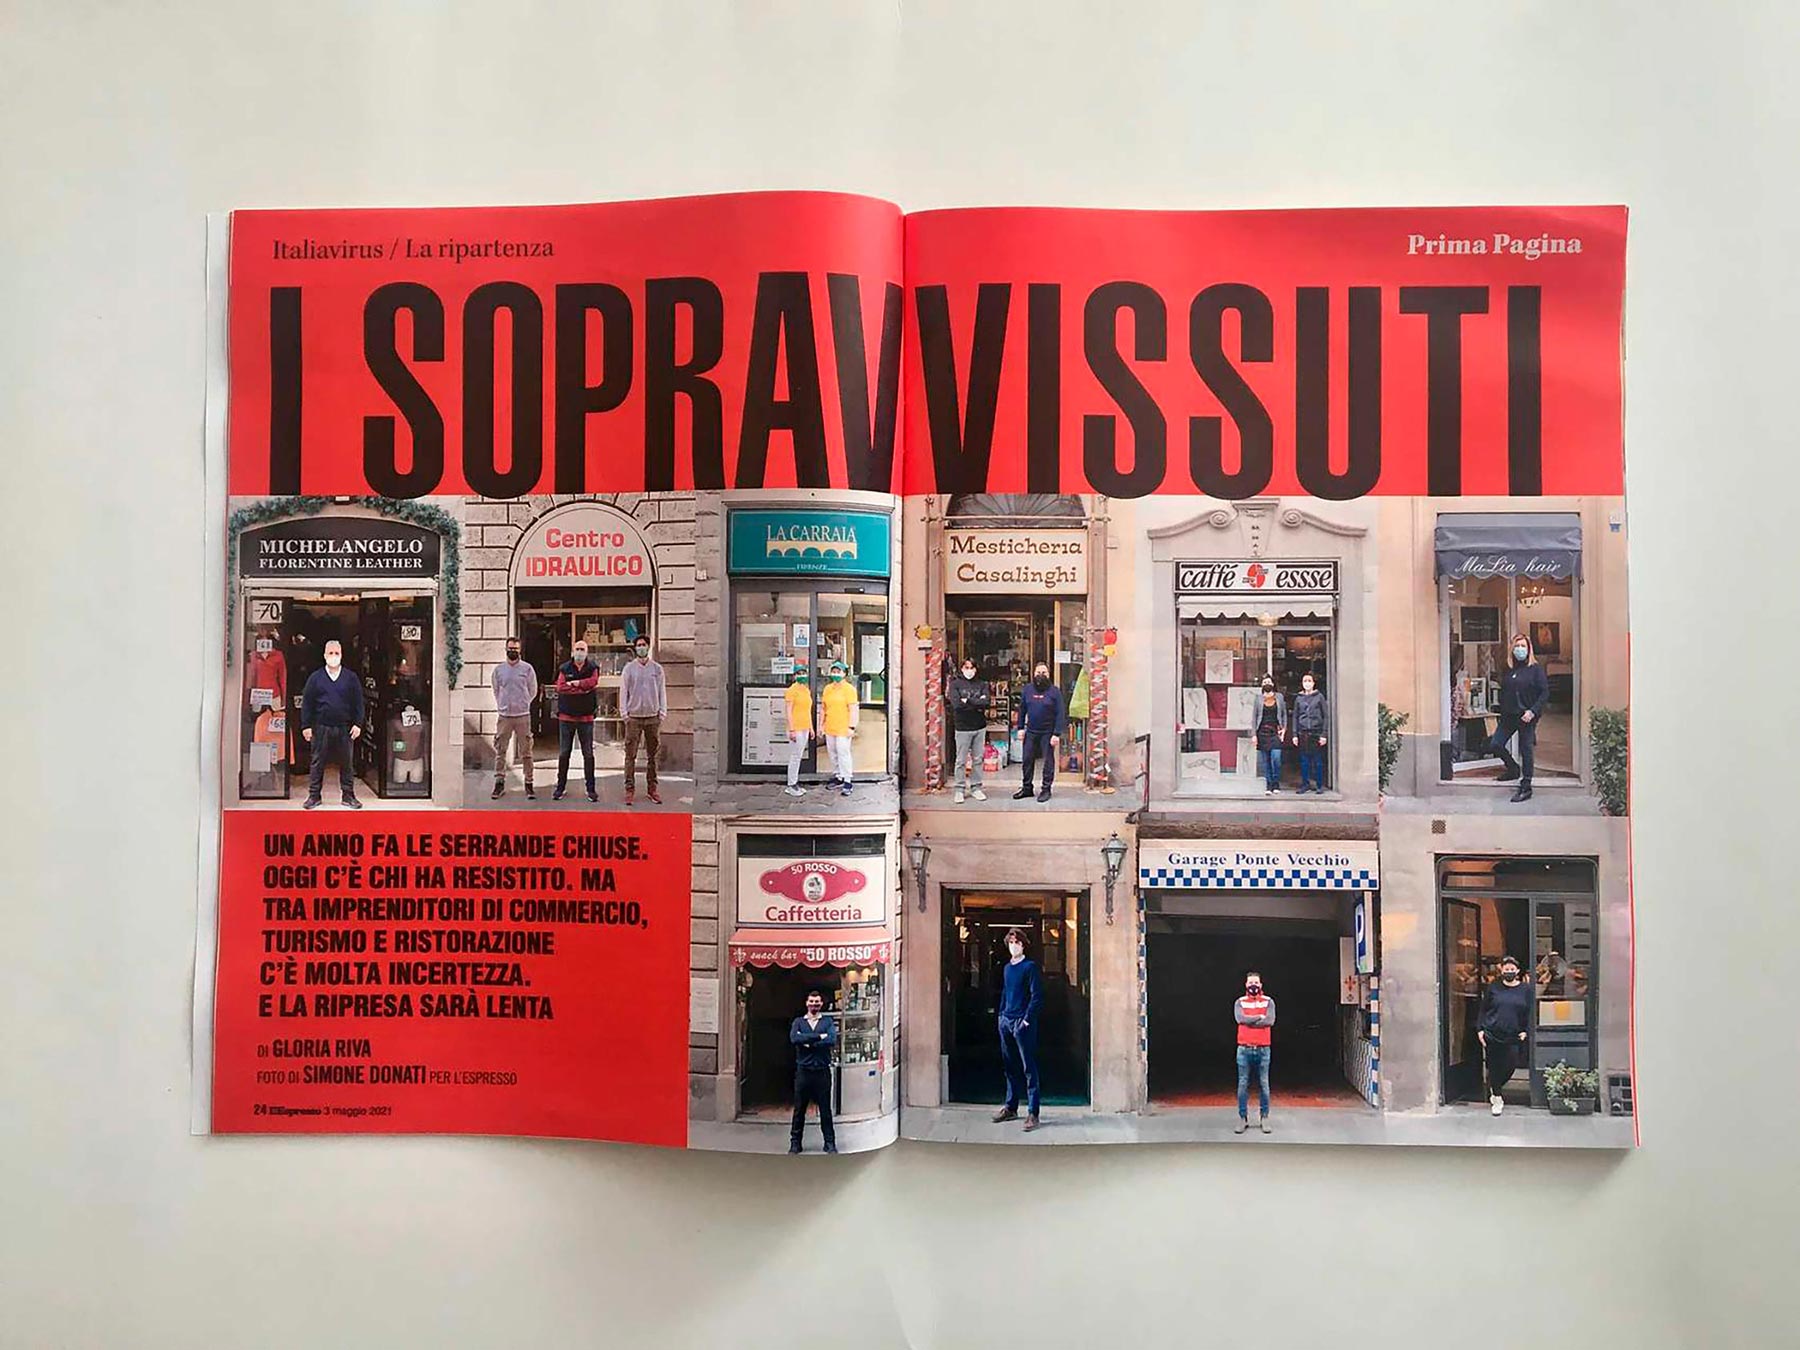 Italiavirus / La ripartenza
Prima Pagina
I SOPRAVVISSUTI
MICHELANGELO
FLORENTINE LEATHER
-70
-70
Centro
IDRAULICO
LA CARRAIA
FIRENZE
Mesticheria
Casalinghi
caffé essse
MaLia hair
UN ANNO FA LE SERRANDE CHIUSE.
OGGI C'È CHI HA RESISTITO. MA
TRA IMPRENDITORI DI COMMERCIO,
TURISMO E RISTORAZIONE
C'È MOLTA INCERTEZZA.
E LA RIPRESA SARÀ LENTA
DI GLORIA RIVA
FOTO DI SIMONE DONATI PER L'ESPRESSO
24 L'Espresso 3 maggio 2021
50 ROSSO
Caffetteria
snack bar "50 ROSSO"
Garage Ponte Vecchio
P